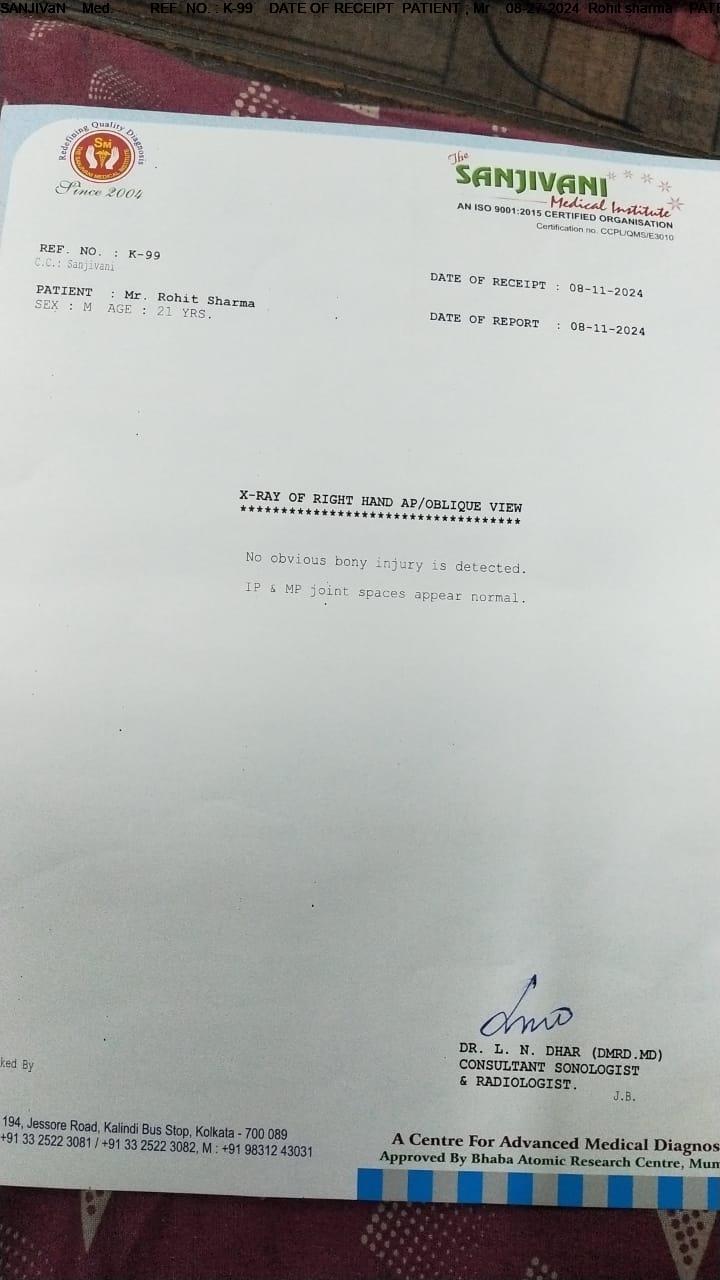 SANJIVaN Med. REF NO. : K-99 DATE OF RECEIPT PATIENT ; Mr 08-27-2024 Rohit sharma PATE
Redefining Quality Diagnosis
SM
Since 2004
The
SANJIVANI
Medical Institute
AN ISO 9001:2015 CERTIFIED ORGANISATION
Certification no. CCPL/QMS/E3010
REF. NO. : K-99
C.C.: Sanjivani
DATE OF RECEIPT : 08-11-2024
PATIENT : Mr. Rohit Sharma
SEX : M AGE : 21 YRS.
DATE OF REPORT : 08-11-2024
X-RAY OF RIGHT HAND AP/OBLIQUE VIEW
***********************************
No obvious bony injury is detected.
IP & MP joint spaces appear normal.
DR. L. N. DHAR (DMRD.MD)
CONSULTANT SONOLOGIST
& RADIOLOGIST.
J.B.
ked By
194, Jessore Road, Kalindi Bus Stop, Kolkata - 700 089
+91 33 2522 3081 / +91 33 2522 3082, M : +91 98312 43031
A Centre For Advanced Medical Diagnos
Approved By Bhaba Atomic Research Centre, Mum